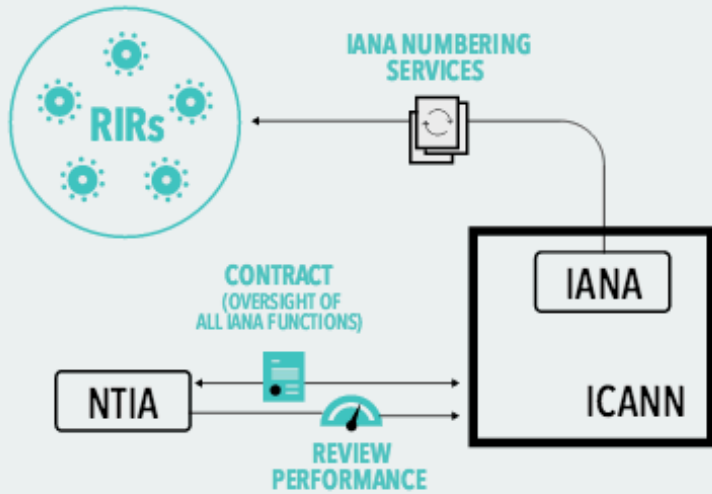 IANA NUMBERING
SERVICES
RIRs
IANA
CONTRACT
(OVERSIGHT OF
ALL IANA FUNCTIONS)
NTIA
ICANN
REVIEW
PERFORMANCE